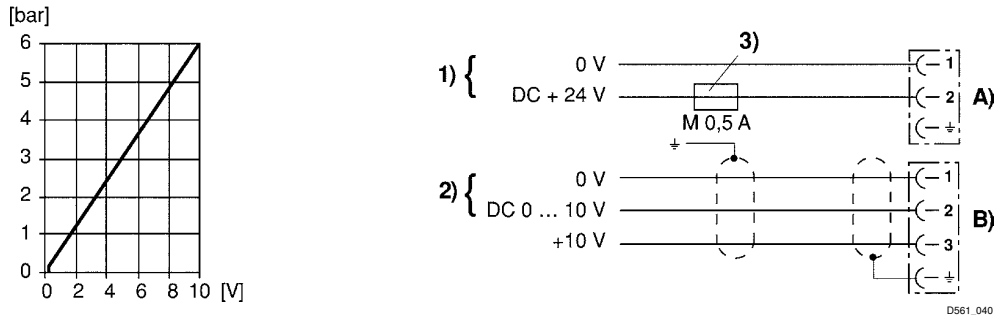 [bar]
6
5
4
3
2
1
0
0 2 4 6 8 10 [V]
3)
1) {
0 V
DC + 24 V
M 0,5 A
1
2
A)
2) {
0 V
DC 0 ... 10 V
+10 V
1
2
3
B)
D561_040